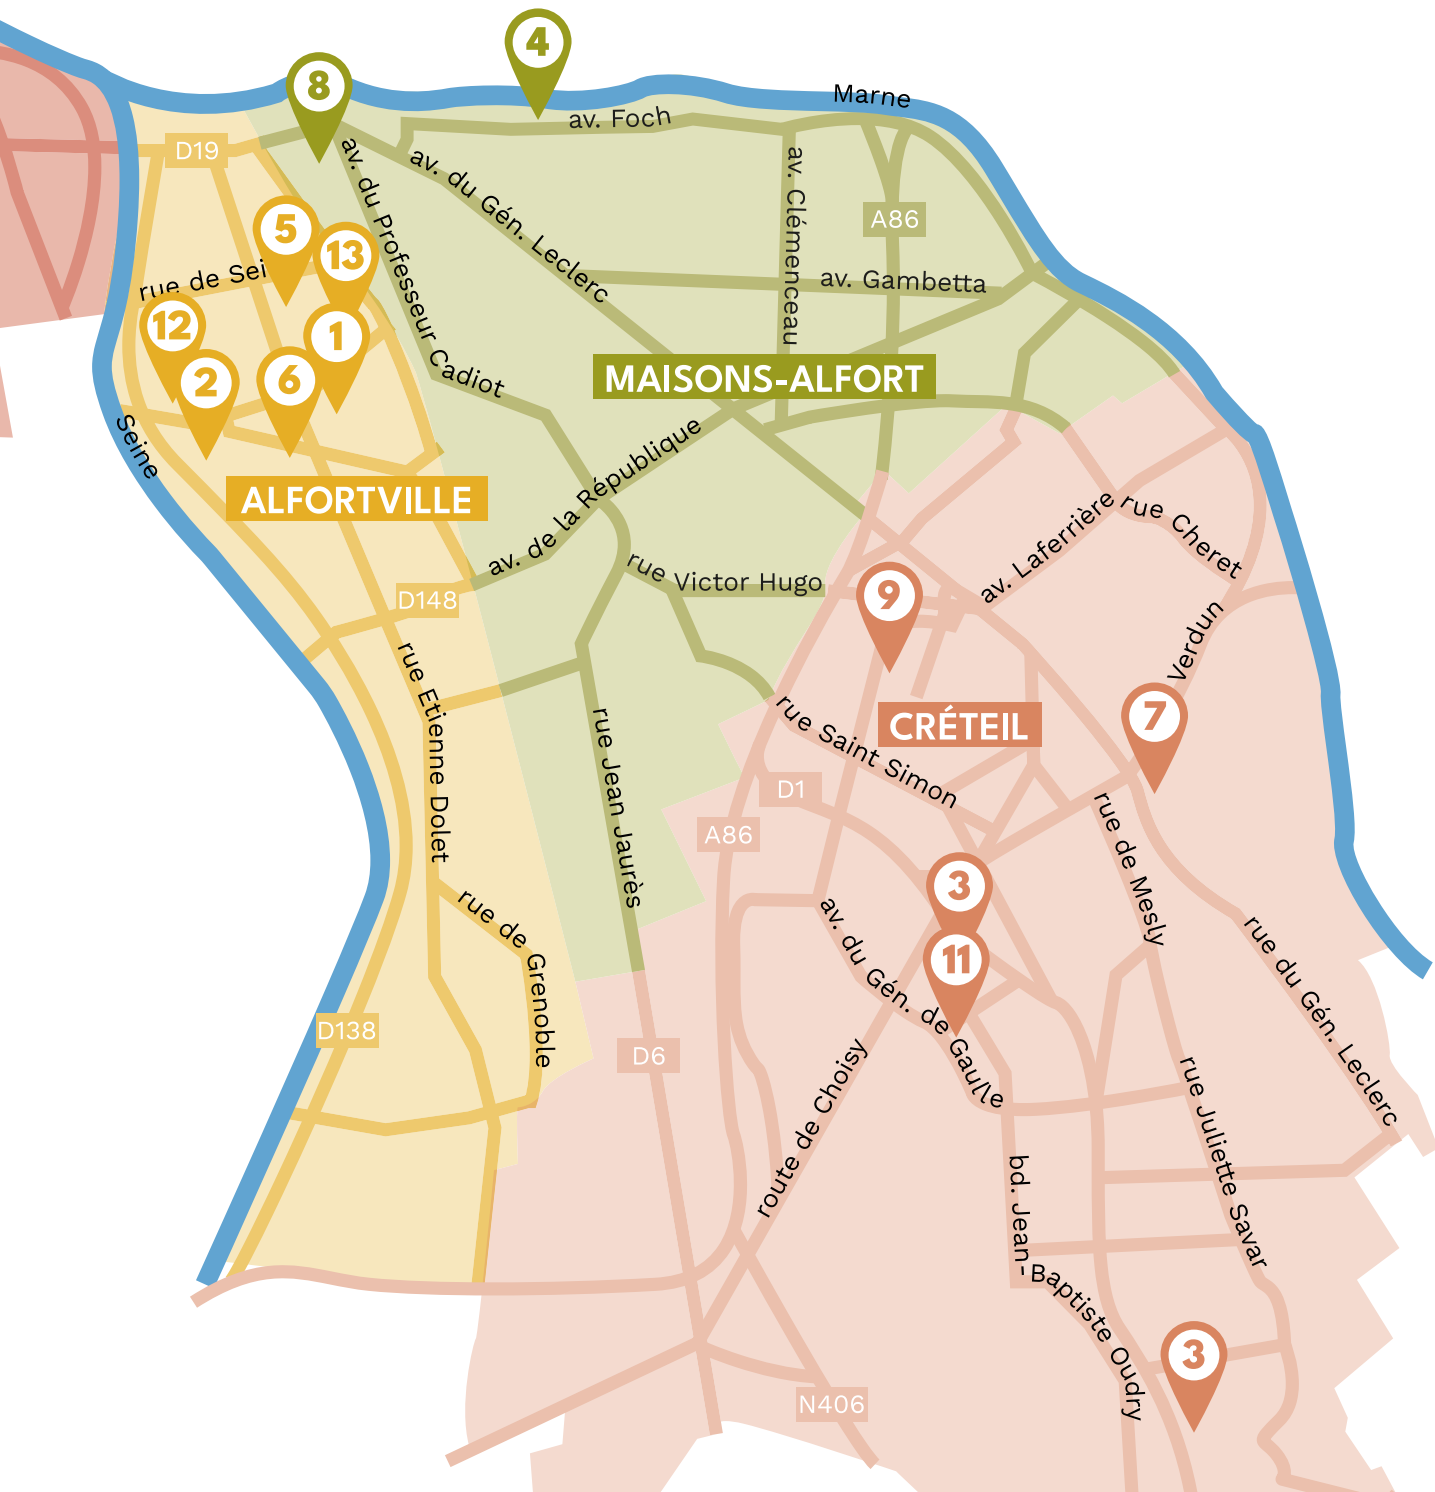 4
8
Marne
av. Foch
D19
av. du Professeur Cadiot
av. du Gén. Leclerc
av. Clémenceau
A86
5
13
rue de Sei
av. Gambetta
12
1
2
6
MAISONS-ALFORT
Seine
ALFORTVILLE
av. de la République
av. Laferrière
rue Cheret
rue Victor Hugo
D148
9
Verdun
rue Etienne Dolet
7
rue Saint Simon
CRÉTEIL
rue Jean Jaurès
D1
A86
rue de Mesly
3
rue de Grenoble
av. du Gén. de Gaulle
11
rue du Gén. Leclerc
D138
D6
route de Choisy
rue Juliette Savar
bd. Jean-Baptiste Oudry
3
N406